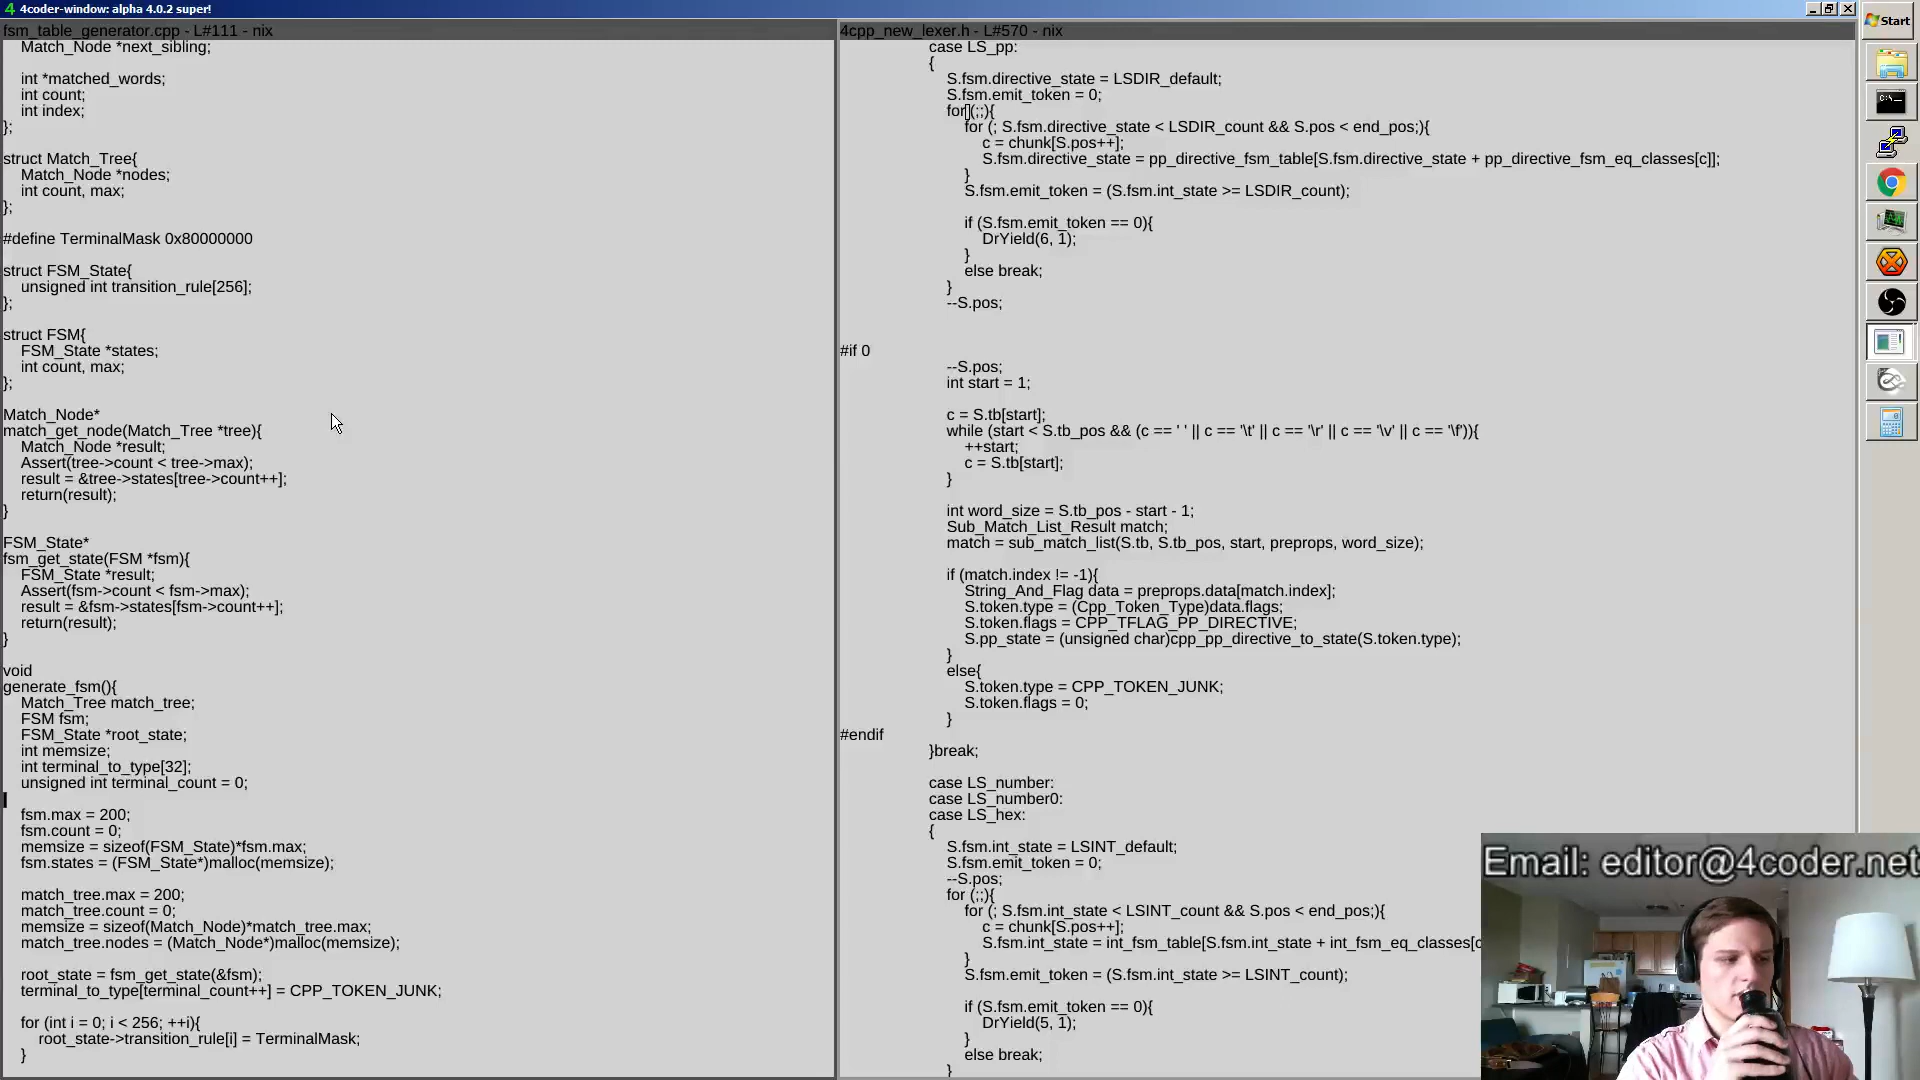 4coder-window: alpha 4.0.2 super!
Start
fsm_table_generator.cpp - L#111 - nix
Match_Node *next_sibling;
int *matched_words;
int count;
int index;
};
struct Match_Tree{
Match_Node *nodes;
int count, max;
};
#define TerminalMask 0x80000000
struct FSM_State{
unsigned int transition_rule[256];
};
struct FSM{
FSM_State *states;
int count, max;
};
Match_Node*
match_get_node(Match_Tree *tree){
Match_Node *result;
Assert(tree->count < tree->max);
result = &tree->states[tree->count++];
return(result);
}
FSM_State*
fsm_get_state(FSM *fsm){
FSM_State *result;
Assert(fsm->count < fsm->max);
result = &fsm->states[fsm->count++];
return(result);
}
void
generate_fsm(){
Match_Tree match_tree;
FSM fsm;
FSM_State *root_state;
int memsize;
int terminal_to_type[32];
unsigned int terminal_count = 0;
fsm.max = 200;
fsm.count = 0;
memsize = sizeof(FSM_State)*fsm.max;
fsm.states = (FSM_State*)malloc(memsize);
match_tree.max = 200;
match_tree.count = 0;
memsize = sizeof(Match_Node)*match_tree.max;
match_tree.nodes = (Match_Node*)malloc(memsize);
root_state = fsm_get_state(&fsm);
terminal_to_type[terminal_count++] = CPP_TOKEN_JUNK;
for (int i = 0; i < 256; ++i){
root_state->transition_rule[i] = TerminalMask;
}
4cpp_new_lexer.h - L#570 - nix
case LS_pp:
{
S.fsm.directive_state = LSDIR_default;
S.fsm.emit_token = 0;
for(;;){
for (; S.fsm.directive_state < LSDIR_count && S.pos < end_pos;){
c = chunk[S.pos++];
S.fsm.directive_state = pp_directive_fsm_table[S.fsm.directive_state + pp_directive_fsm_eq_classes[c]];
}
S.fsm.emit_token = (S.fsm.int_state >= LSDIR_count);
if (S.fsm.emit_token == 0){
DrYield(6, 1);
}
else break;
}
--S.pos;
#if 0
--S.pos;
int start = 1;
c = S.tb[start];
while (start < S.tb_pos && (c == ' ' || c == '\t' || c == '\r' || c == '\v' || c == '\f')){
++start;
c = S.tb[start];
}
int word_size = S.tb_pos - start - 1;
Sub_Match_List_Result match;
match = sub_match_list(S.tb, S.tb_pos, start, preprops, word_size);
if (match.index != -1){
String_And_Flag data = preprops.data[match.index];
S.token.type = (Cpp_Token_Type)data.flags;
S.token.flags = CPP_TFLAG_PP_DIRECTIVE;
S.pp_state = (unsigned char)cpp_pp_directive_to_state(S.token.type);
}
else{
S.token.type = CPP_TOKEN_JUNK;
S.token.flags = 0;
}
#endif
}break;
case LS_number:
case LS_number0:
case LS_hex:
{
S.fsm.int_state = LSINT_default;
S.fsm.emit_token = 0;
--S.pos;
for (;;){
for (; S.fsm.int_state < LSINT_count && S.pos < end_pos;){
c = chunk[S.pos++];
S.fsm.int_state = int_fsm_table[S.fsm.int_state + int_fsm_eq_classes[c
}
S.fsm.emit_token = (S.fsm.int_state >= LSINT_count);
if (S.fsm.emit_token == 0){
DrYield(5, 1);
}
else break;
}
Email: editor@4coder.net